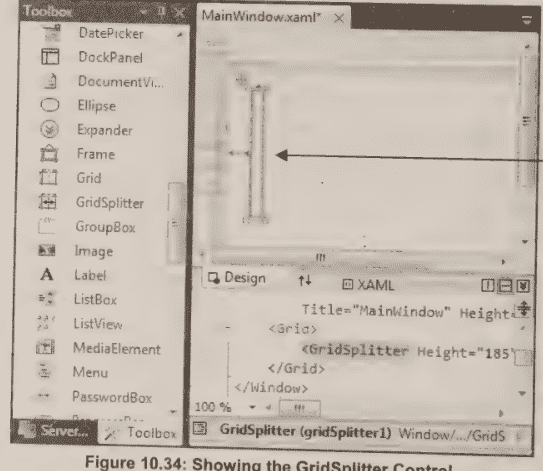 Toolbox
DatePicker
DockPanel
DocumentVi...
Ellipse
Expander
Frame
Grid
GridSplitter
GroupBox
Image
Label
ListBox
ListView
MediaElement
Menu
PasswordBox
Server...
Toolbox
MainWindow.xaml*
Design
XAML
Title="MainWindow" Height=
<Grid>
<GridSplitter Height="185"
</Grid>
</Window>
100 %
GridSplitter (gridSplitter1) Window/.../GridS
Figure 10.34: Showing the GridSplitter Control